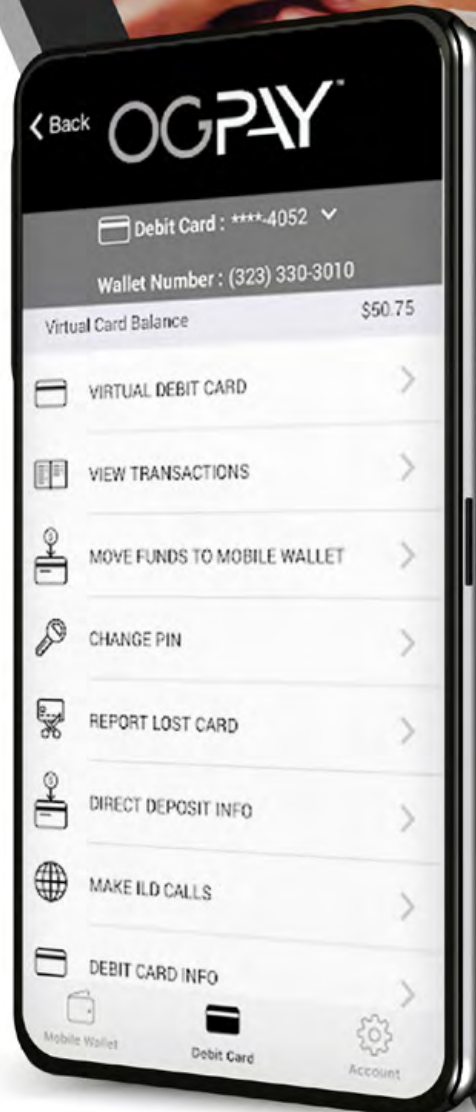 Back
OGPAY™
Debit Card : ****-4052
Wallet Number : (323) 330-3010
Virtual Card Balance $50.75
VIRTUAL DEBIT CARD
VIEW TRANSACTIONS
MOVE FUNDS TO MOBILE WALLET
CHANGE PIN
REPORT LOST CARD
DIRECT DEPOSIT INFO
MAKE ILD CALLS
DEBIT CARD INFO
Mobile Wallet
Debit Card
Account